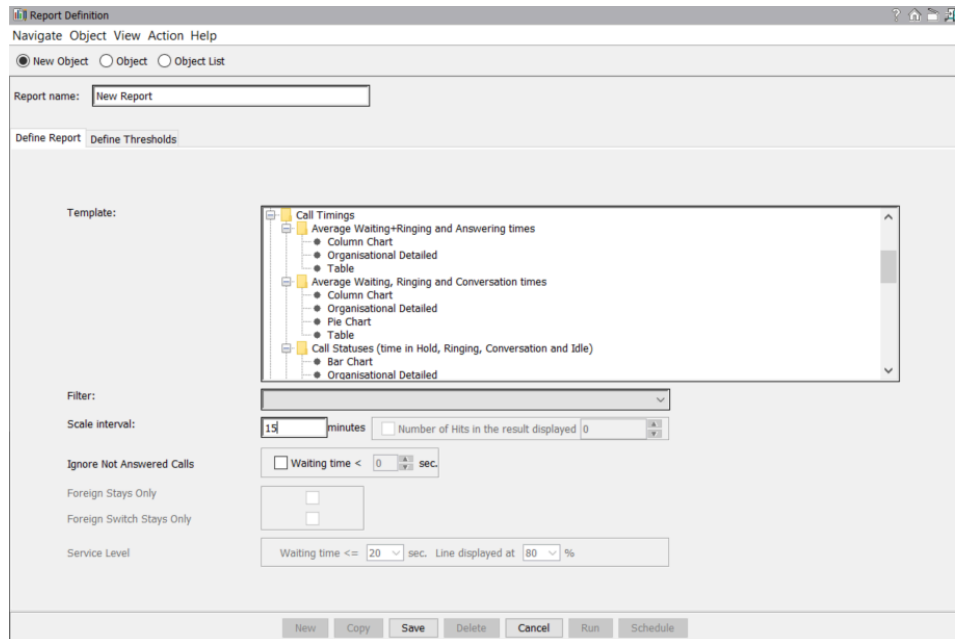 Report Definition
Navigate Object View Action Help
New Object Object Object List
Report name: New Report
Define Report Define Thresholds
Template:
Call Timings
Average Waiting+Ringing and Answering times
Column Chart
Organisational Detailed
Table
Average Waiting, Ringing and Conversation times
Column Chart
Organisational Detailed
Pie Chart
Table
Call Statuses (time in Hold, Ringing, Conversation and Idle)
Bar Chart
Organisational Detailed
Filter:
Scale interval: 15 minutes Number of Hits in the result displayed 0
Ignore Not Answered Calls Waiting time < 0 sec.
Foreign Stays Only
Foreign Switch Stays Only
Service Level Waiting time <= 20 sec. Line displayed at 80 %
New Copy Save Delete Cancel Run Schedule